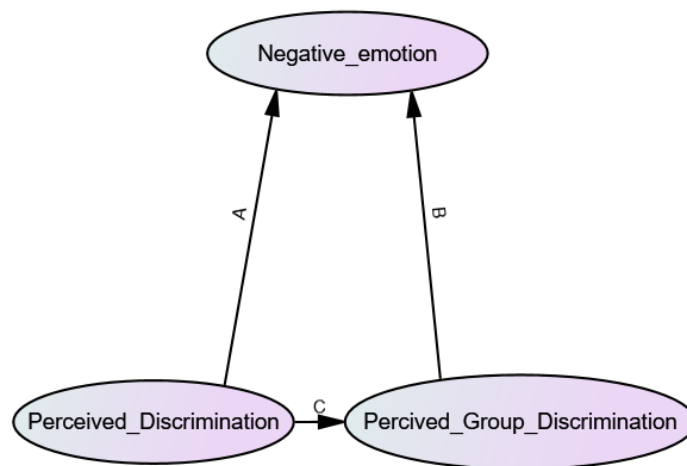 Negative_emotion
A
B
Perceived_Discrimination
C
Percived_Group_Discrimination